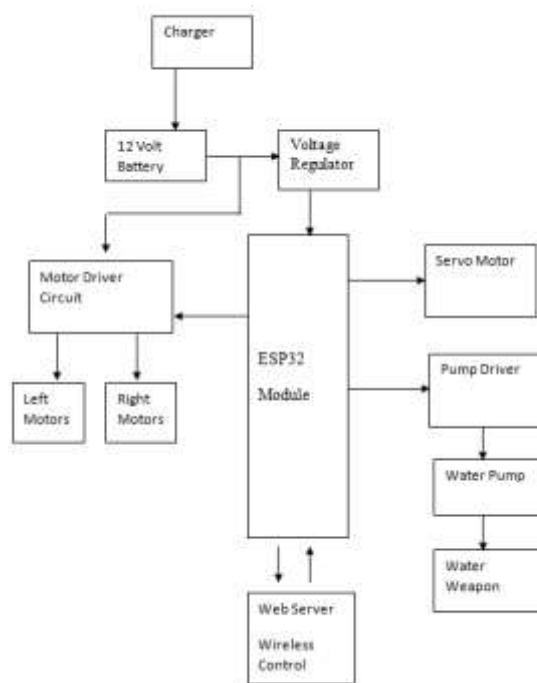 Charger
12 Volt
Battery
Voltage
Regulator
Motor Driver
Circuit
Servo Motor
ESP32
Module
Pump Driver
Left
Motors
Right
Motors
Water Pump
Water
Weapon
Web Server
Wireless
Control